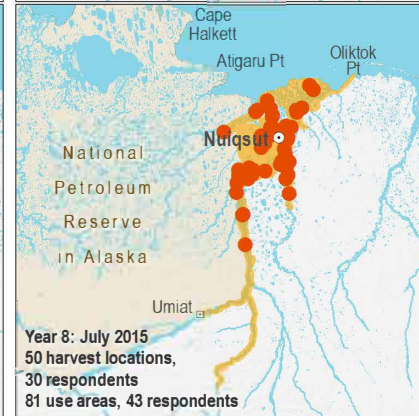 Cape
Halkett
Atigaru Pt
Oliktok
Pt
Nuiqsut
National
Petroleum
Reserve
in Alaska
Umiat
Year 8: July 2015
50 harvest locations,
30 respondents
81 use areas, 43 respondents